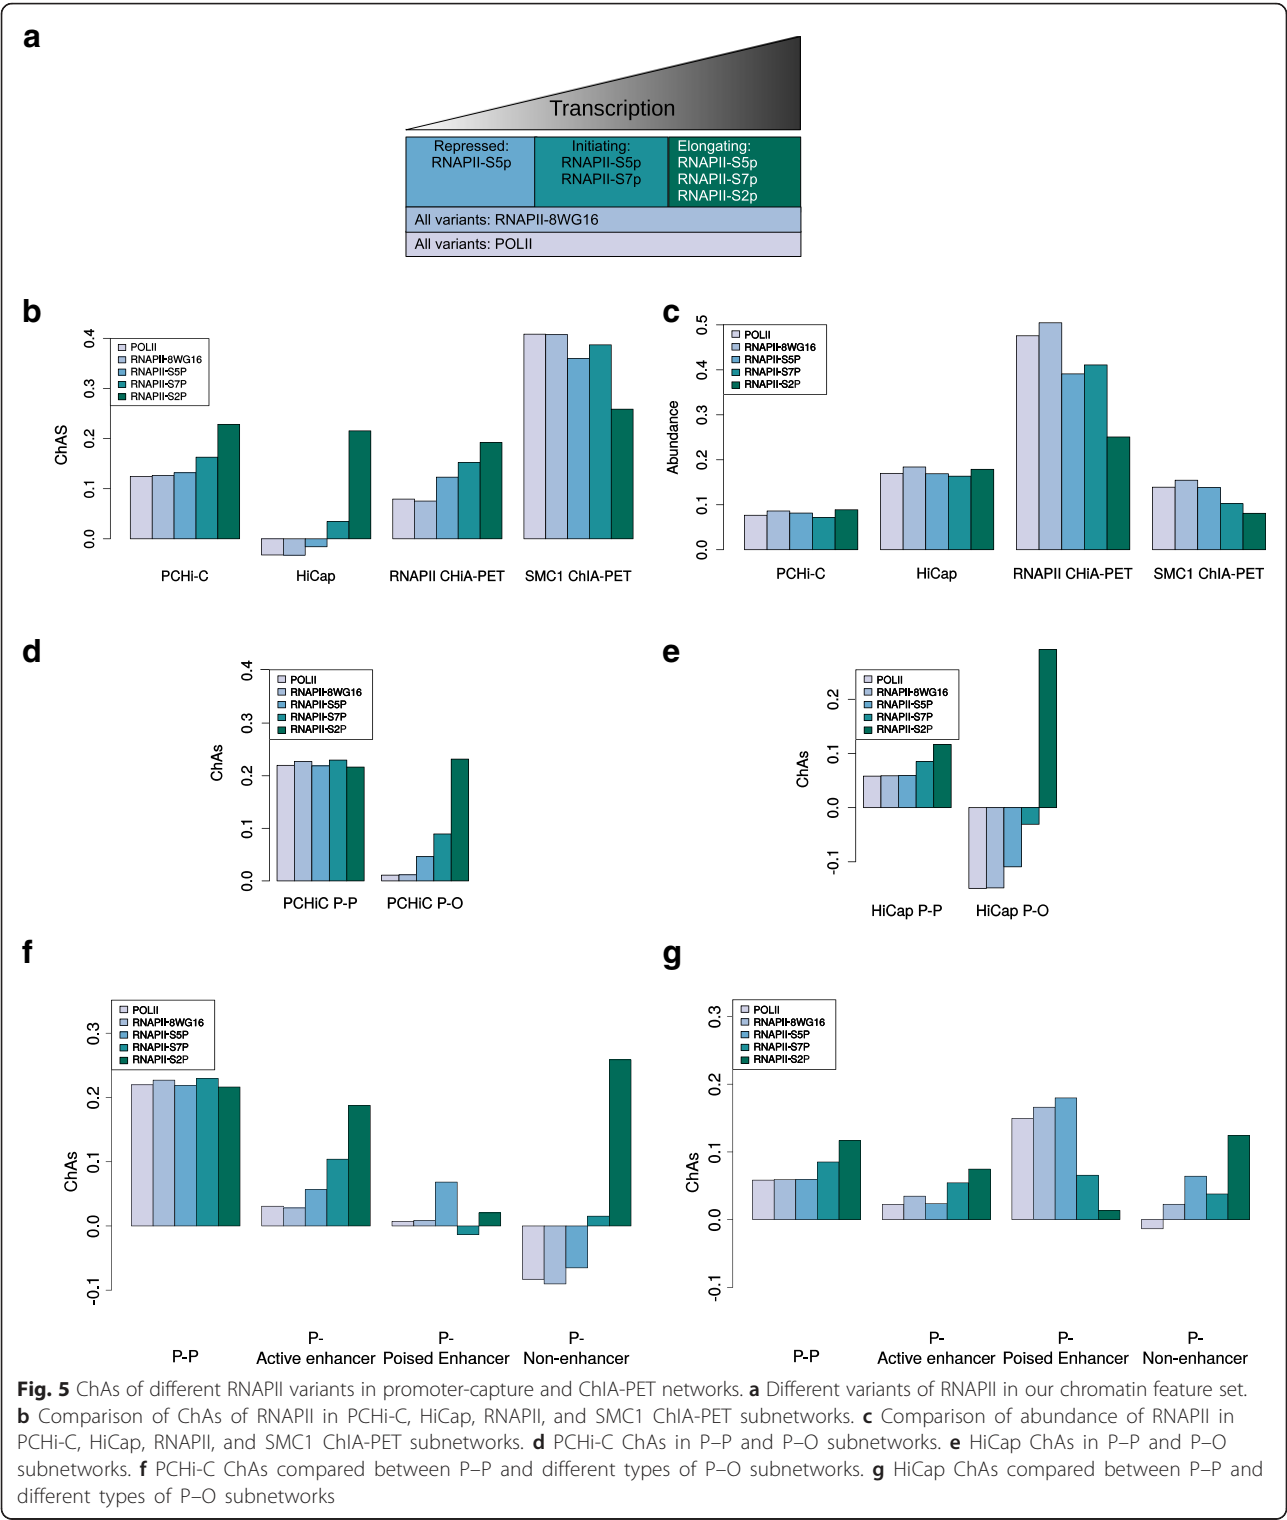 a
Transcription
Repressed:
RNAPII-S5p
Initiating:
RNAPII-S5p
RNAPII-S7p
Elongating:
RNAPII-S5p
RNAPII-S7p
RNAPII-S2p
All variants: RNAPII-8WG16
All variants: POLII
b
ChAS
0.0
0.1
0.2
0.3
0.4
POLII
RNAPII-8WG16
RNAPII-S5P
RNAPII-S7P
RNAPII-S2P
PCHi-C
HiCap
RNAPII CHiA-PET
SMC1 ChIA-PET
c
Abundance
0.0
0.1
0.2
0.3
0.4
0.5
POLII
RNAPII-8WG16
RNAPII-S5P
RNAPII-S7P
RNAPII-S2P
PCHi-C
HiCap
RNAPII CHiA-PET
SMC1 ChIA-PET
d
ChAs
0.0
0.1
0.2
0.3
0.4
POLII
RNAPII-8WG16
RNAPII-S5P
RNAPII-S7P
RNAPII-S2P
PCHiC P-P
PCHiC P-O
e
ChAs
-0.1
0.0
0.1
0.2
POLII
RNAPII-8WG16
RNAPII-S5P
RNAPII-S7P
RNAPII-S2P
HiCap P-P
HiCap P-O
f
ChAs
-0.1
0.0
0.1
0.2
0.3
POLII
RNAPII-8WG16
RNAPII-S5P
RNAPII-S7P
RNAPII-S2P
P-P
P-
Active enhancer
P-
Poised Enhancer
P-
Non-enhancer
g
ChAs
-0.1
0.0
0.1
0.2
0.3
POLII
RNAPII-8WG16
RNAPII-S5P
RNAPII-S7P
RNAPII-S2P
P-P
P-
Active enhancer
P-
Poised Enhancer
P-
Non-enhancer
Fig. 5 ChAs of different RNAPII variants in promoter-capture and ChIA-PET networks. a Different variants of RNAPII in our chromatin feature set.
b Comparison of ChAs of RNAPII in PCHi-C, HiCap, RNAPII, and SMC1 ChIA-PET subnetworks. c Comparison of abundance of RNAPII in
PCHi-C, HiCap, RNAPII, and SMC1 ChIA-PET subnetworks. d PCHi-C ChAs in P–P and P–O subnetworks. e HiCap ChAs in P–P and P–O
subnetworks. f PCHi-C ChAs compared between P–P and different types of P–O subnetworks. g HiCap ChAs compared between P–P and
different types of P–O subnetworks